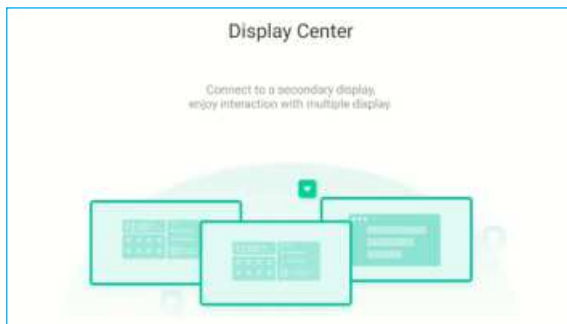 Display Center
Connect to a secondary display,
enjoy interaction with multiple display